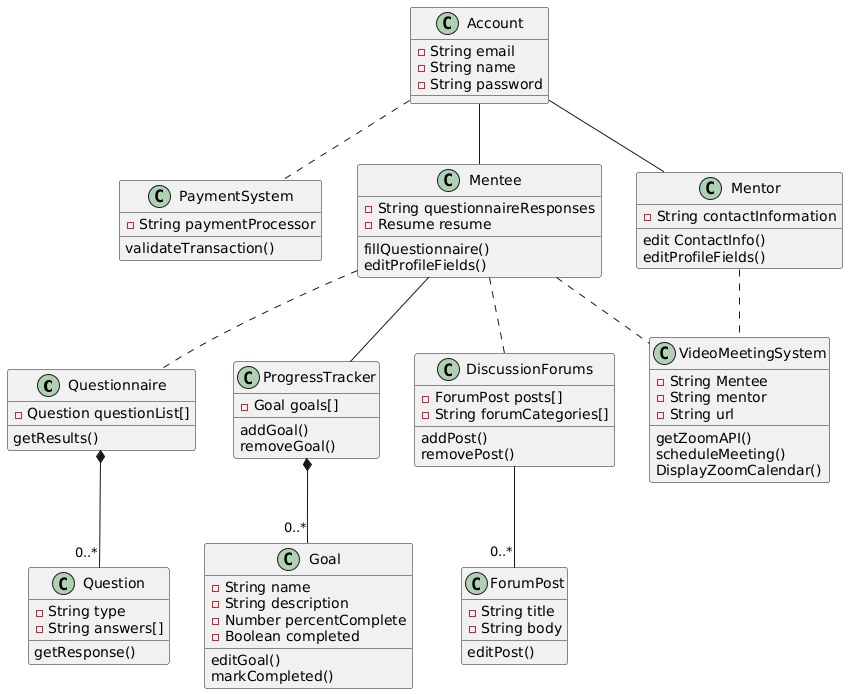 C Account
String email
String name
String password
C PaymentSystem
String paymentProcessor
validateTransaction()
C Mentee
String questionnaireResponses
Resume resume
fillQuestionnaire()
editProfileFields()
C Mentor
String contactInformation
edit ContactInfo()
editProfileFields()
C Questionnaire
Question questionList[]
getResults()
C ProgressTracker
Goal goals[]
addGoal()
removeGoal()
C DiscussionForums
ForumPost posts[]
String forumCategories[]
addPost()
removePost()
C VideoMeetingSystem
String Mentee
String mentor
String url
getZoomAPI()
scheduleMeeting()
DisplayZoomCalendar()
0..*
0..*
0..*
C Question
String type
String answers[]
getResponse()
C Goal
String name
String description
Number percentComplete
Boolean completed
editGoal()
markCompleted()
C ForumPost
String title
String body
editPost()